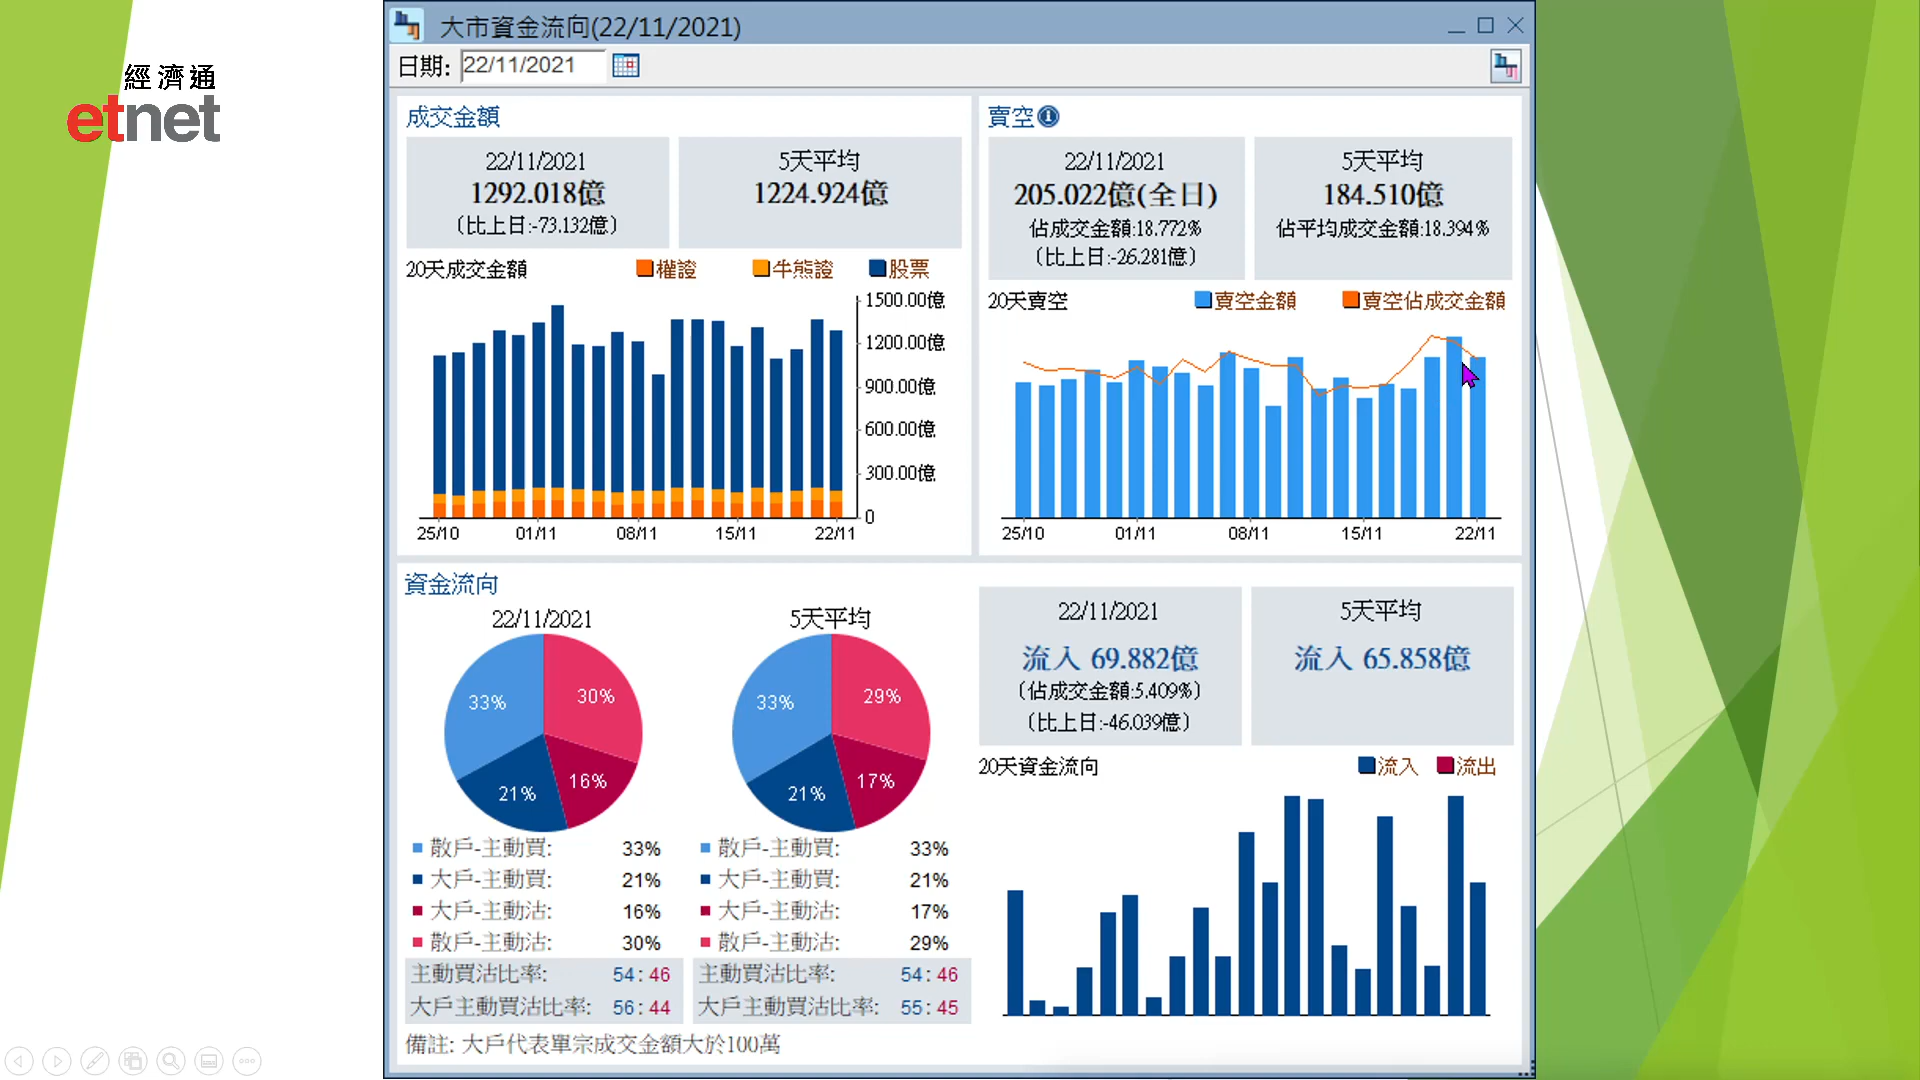 經濟通
etnet
大市資金流向(22/11/2021)
日期: 22/11/2021
成交金額
22/11/2021
1292.018億
(比上日:-73.132億)
5天平均
1224.924億
20天成交金額 權證 牛熊證 股票
1500.00億
1200.00億
900.00億
600.00億
300.00億
0
25/10 01/11 08/11 15/11 22/11
賣空
22/11/2021
205.022億(全日)
佔成交金額:18.772%
(比上日:-26.281億)
5天平均
184.510億
佔平均成交金額:18.394%
20天賣空 賣空金額 賣空佔成交金額
25/10 01/11 08/11 15/11 22/11
資金流向
22/11/2021
33% 30%
21% 16%
散戶-主動買: 33%
大戶-主動買: 21%
大戶-主動沽: 16%
散戶-主動沽: 30%
主動買沽比率: 54 : 46
大戶主動買沽比率: 56 : 44
5天平均
33% 29%
21% 17%
散戶-主動買: 33%
大戶-主動買: 21%
大戶-主動沽: 17%
散戶-主動沽: 29%
主動買沽比率: 54 : 46
大戶主動買沽比率: 55 : 45
備註: 大戶代表單宗成交金額大於100萬
22/11/2021
流入 69.882億
(佔成交金額:5.409%)
(比上日:-46.039億)
5天平均
流入 65.858億
20天資金流向 流入 流出